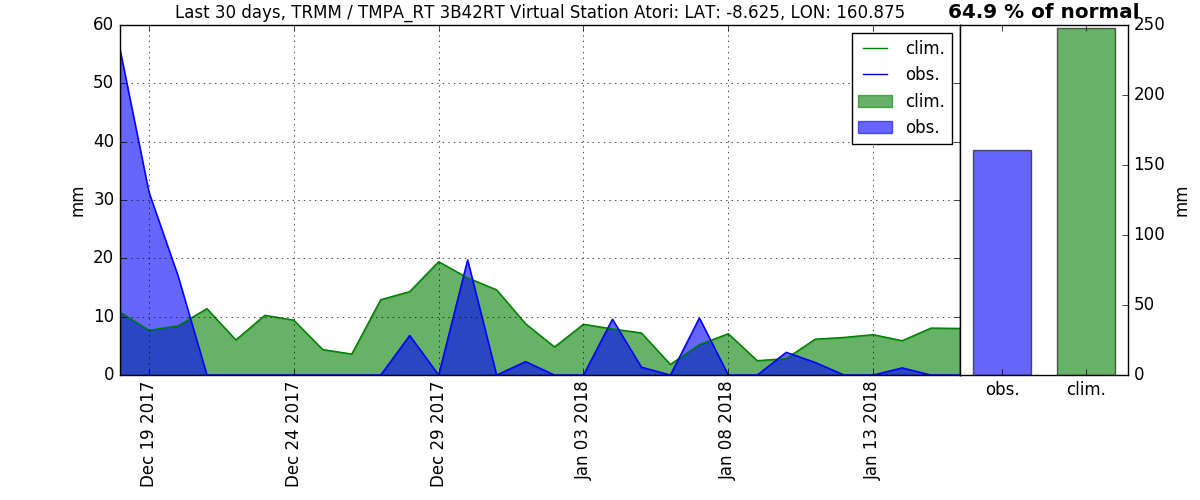 Last 30 days, TRMM / TMPA_RT 3B42RT Virtual Station Atori: LAT: -8.625, LON: 160.875
64.9 % of normal
60
50
40
30
20
10
0
mm
clim.
obs.
clim.
obs.
250
200
150
100
50
0
mm
Dec 19 2017
Dec 24 2017
Dec 29 2017
Jan 03 2018
Jan 08 2018
Jan 13 2018
obs.
clim.